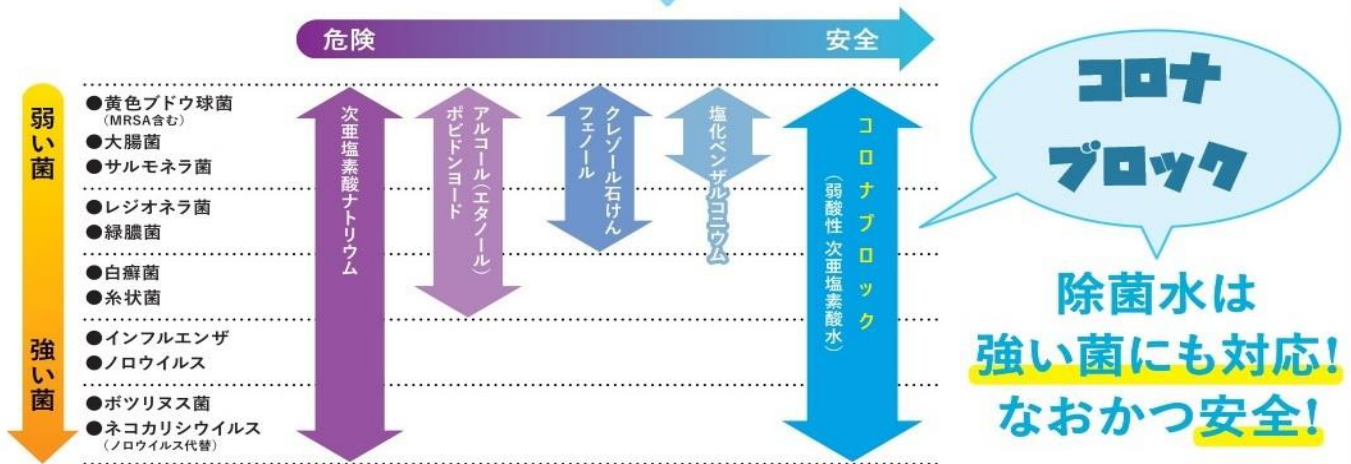 危険
安全
弱い菌
強い菌
●黄色ブドウ球菌
(MRSA含む)
●大腸菌
●サルモネラ菌
●レジオネラ菌
●緑膿菌
●白癬菌
●糸状菌
●インフルエンザ
●ノロウイルス
●ボツリヌス菌
●ネコカリシウイルス
(ノロウイルス代替)
次亜塩素酸ナトリウム
アルコール(エタノール)
ポビドンヨード
クレゾール石けん
フェノール
塩化ベンザルコニウム
コロナブロック
(弱酸性 次亜塩素酸水)
コロナ
ブロック
除菌水は
強い菌にも対応!
なおかつ安全!